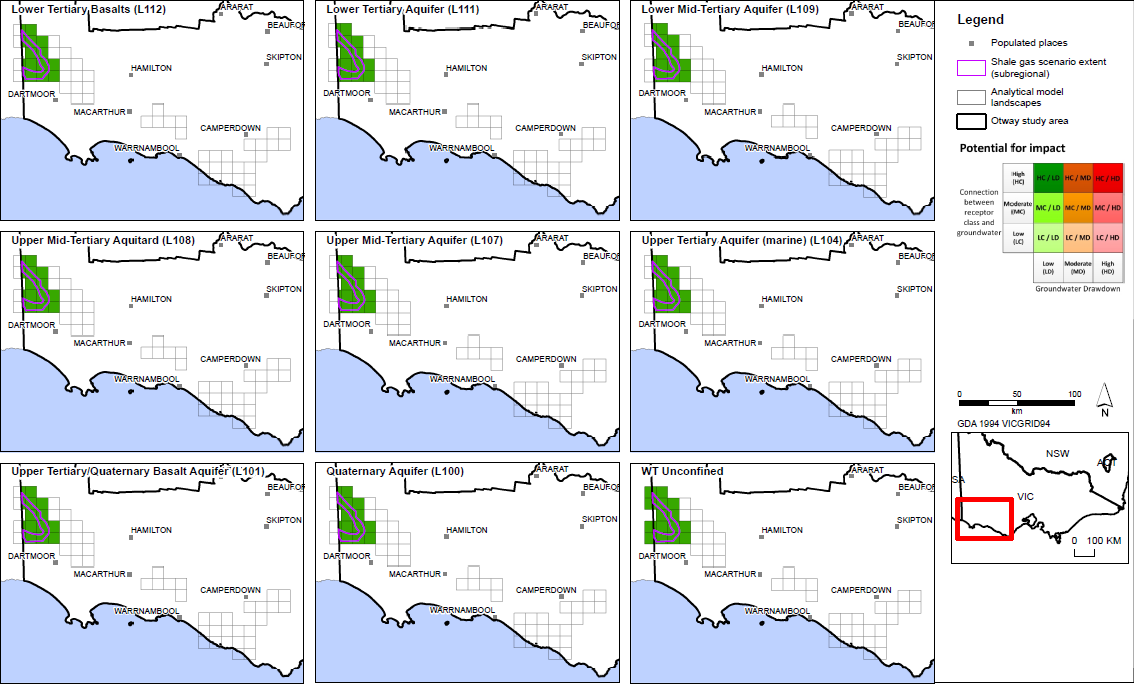 Lower Tertiary Basalts (L112)
ARARAT
BEAUFOR
SKIPTON
HAMILTON
DARTMOOR
MACARTHUR
CAMPERDOWN
WARRNAMBOOL
Lower Tertiary Aquifer (L111)
ARARAT
BEAUFOR
SKIPTON
HAMILTON
DARTMOOR
MACARTHUR
CAMPERDOWN
WARRNAMBOOL
Lower Mid-Tertiary Aquifer (L109)
ARARAT
BEAUFOR
SKIPTON
HAMILTON
DARTMOOR
MACARTHUR
CAMPERDOWN
WARRNAMBOOL
Upper Mid-Tertiary Aquitard (L108)
ARARAT
BEAUFOR
SKIPTON
HAMILTON
DARTMOOR
MACARTHUR
CAMPERDOWN
WARRNAMBOOL
Upper Mid-Tertiary Aquifer (L107)
ARARAT
BEAUFOR
SKIPTON
HAMILTON
DARTMOOR
MACARTHUR
CAMPERDOWN
WARRNAMBOOL
Upper Tertiary Aquifer (marine) (L104)
ARARAT
BEAUFOR
SKIPTON
HAMILTON
DARTMOOR
MACARTHUR
CAMPERDOWN
WARRNAMBOOL
Upper Tertiary/Quaternary Basalt Aquifer (L101)
ARARAT
BEAUFOR
SKIPTON
HAMILTON
DARTMOOR
MACARTHUR
CAMPERDOWN
WARRNAMBOOL
Quaternary Aquifer (L100)
ARARAT
BEAUFOR
SKIPTON
HAMILTON
DARTMOOR
MACARTHUR
CAMPERDOWN
WARRNAMBOOL
WT Unconfined
ARARAT
BEAUFOR
SKIPTON
HAMILTON
DARTMOOR
MACARTHUR
CAMPERDOWN
WARRNAMBOOL
Legend
Populated places
Shale gas scenario extent
(subregional)
Analytical model
landscapes
Otway study area
Potential for impact
Connection
between
receptor
class and
groundwater
High
(HC)
HC / LD
HC / MD
HC / HD
Moderate
(MC)
MC / LD
MC / MD
MC / HD
Low
(LC)
LC / LD
LC / MD
LC / HD
Low
(LD)
Moderate
(MD)
High
(HD)
Groundwater Drawdown
0 50 100
km
N
GDA 1994 VICGRID94
NSW
ACT
SA
VIC
0 100 KM